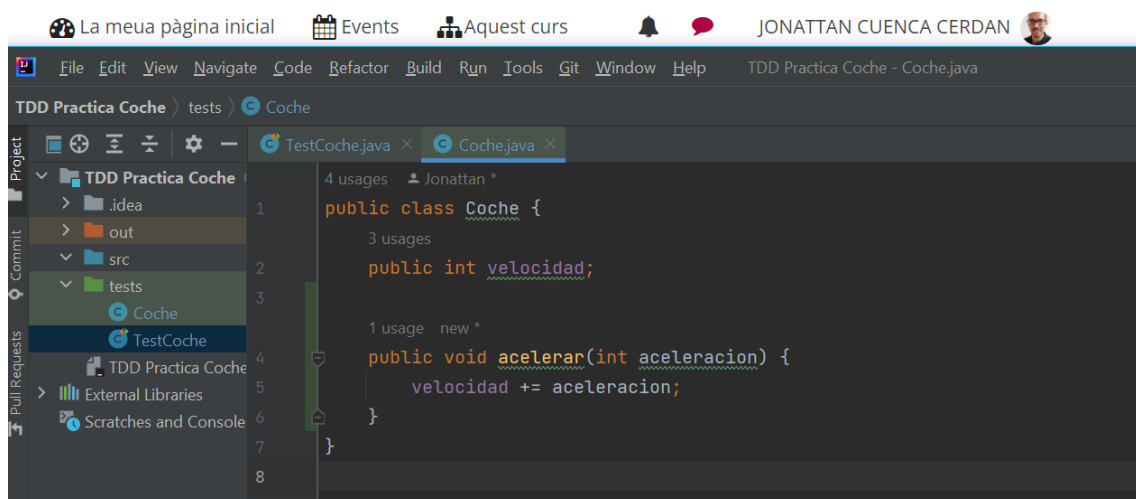 La meua pàgina inicial Events Aquest curs JONATTAN CUENCA CERDAN
File Edit View Navigate Code Refactor Build Run Tools Git Window Help TDD Practica Coche - Coche.java
TDD Practica Coche tests Coche
Project
Commit
Pull Requests
TDD Practica Coche
.idea
out
src
tests
Coche
TestCoche
TDD Practica Coche
External Libraries
Scratches and Console
TestCoche.java Coche.java
4 usages Jonattan *
1 public class Coche {
3 usages
2 public int velocidad;
3
1 usage new *
4 public void acelerar(int aceleracion) {
5 velocidad += aceleracion;
6 }
7 }
8